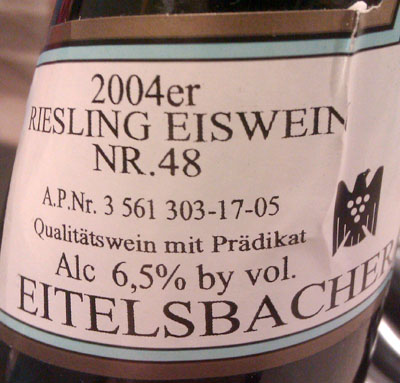 2004er
RIESLING EISWEIN
NR.48
A.P.Nr. 3 561 303-17-05
Qualitätswein mit Prädikat
Alc 6,5% by vol.
EITELSBACHER